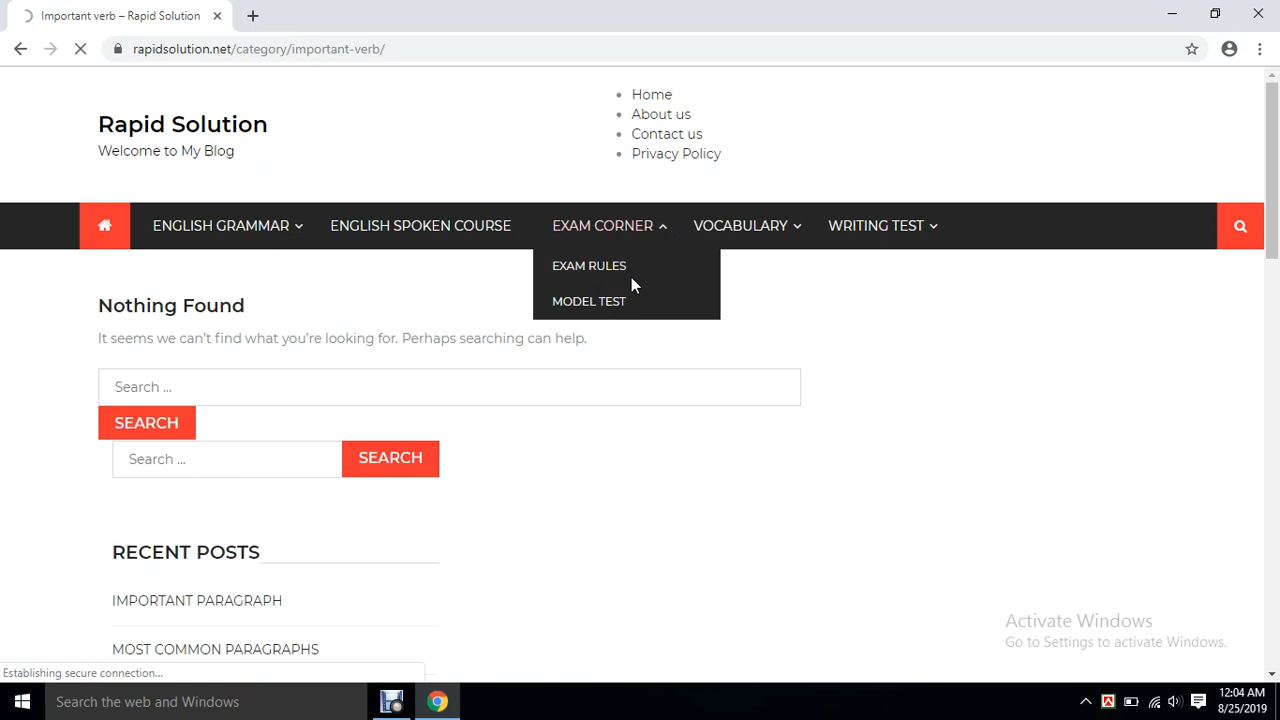 Important verb – Rapid Solution
rapidsolution.net/category/important-verb/
Home
About us
Contact us
Privacy Policy
Rapid Solution
Welcome to My Blog
ENGLISH GRAMMAR
ENGLISH SPOKEN COURSE
EXAM CORNER
VOCABULARY
WRITING TEST
EXAM RULES
MODEL TEST
Nothing Found
It seems we can't find what you're looking for. Perhaps searching can help.
Search ...
SEARCH
Search ...
SEARCH
RECENT POSTS
IMPORTANT PARAGRAPH
MOST COMMON PARAGRAPHS
Activate Windows
Go to Settings to activate Windows.
Establishing secure connection...
Search the web and Windows
12:04 AM
8/25/2019